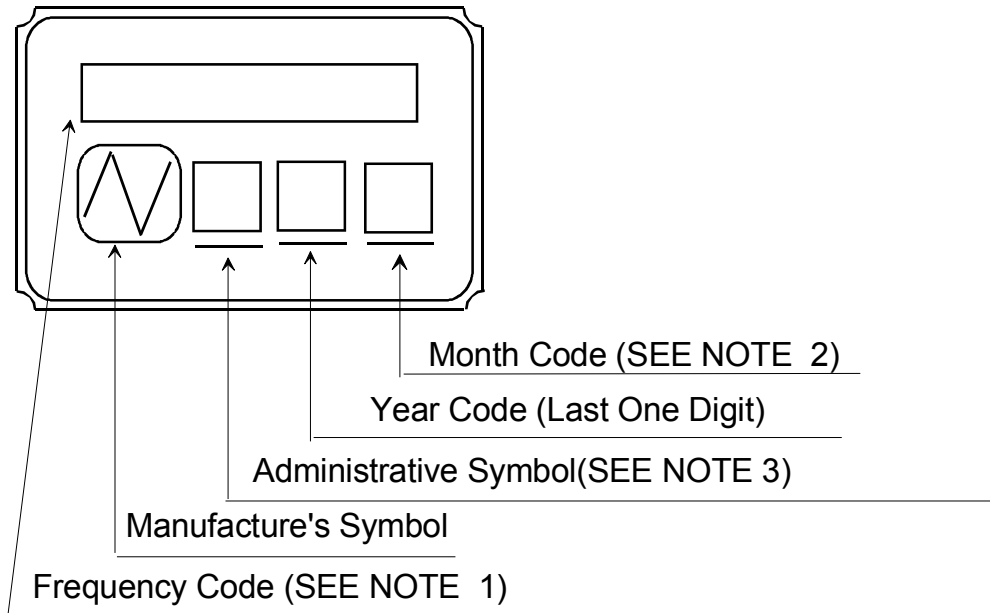 Month Code (SEE NOTE 2)
Year Code (Last One Digit)
Administrative Symbol(SEE NOTE 3)
Manufacture's Symbol
Frequency Code (SEE NOTE 1)